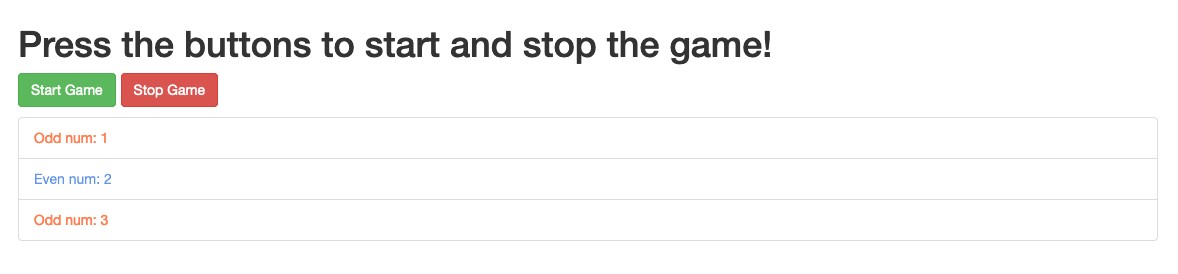 Press the buttons to start and stop the game!
Start Game Stop Game
Odd num: 1
Even num: 2
Odd num: 3